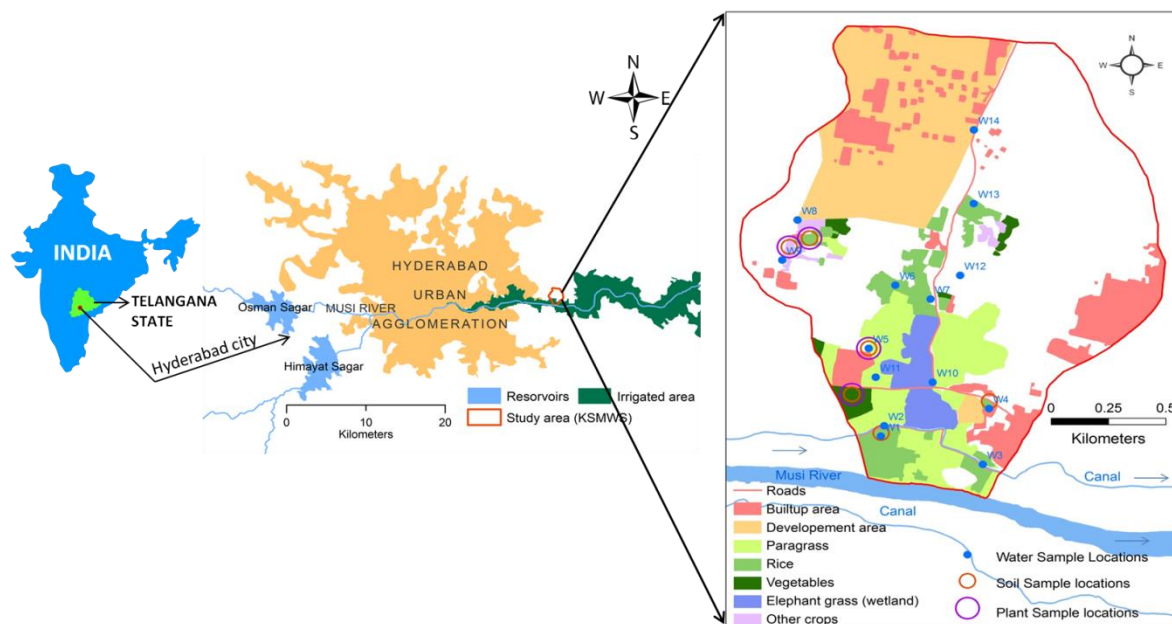 INDIA
TELANGANA
STATE
Hyderabad city
N
W E
S
HYDERABAD
URBAN
AGGLOMERATION
MUSI RIVER
Osman Sagar
Himayat Sagar
0 10 20
Kilometers
Reservoirs
Irrigated area
Study area (KSMWS)
N
W E
S
W14
W13
W8
W12
W6
W7
W5
W11
W10
W4
W2
W1
W3
0 0.25 0.5
Kilometers
Canal
Musi River
Canal
Roads
Builtup area
Developement area
Paragrass
Rice
Vegetables
Elephant grass (wetland)
Other crops
Water Sample Locations
Soil Sample locations
Plant Sample locations